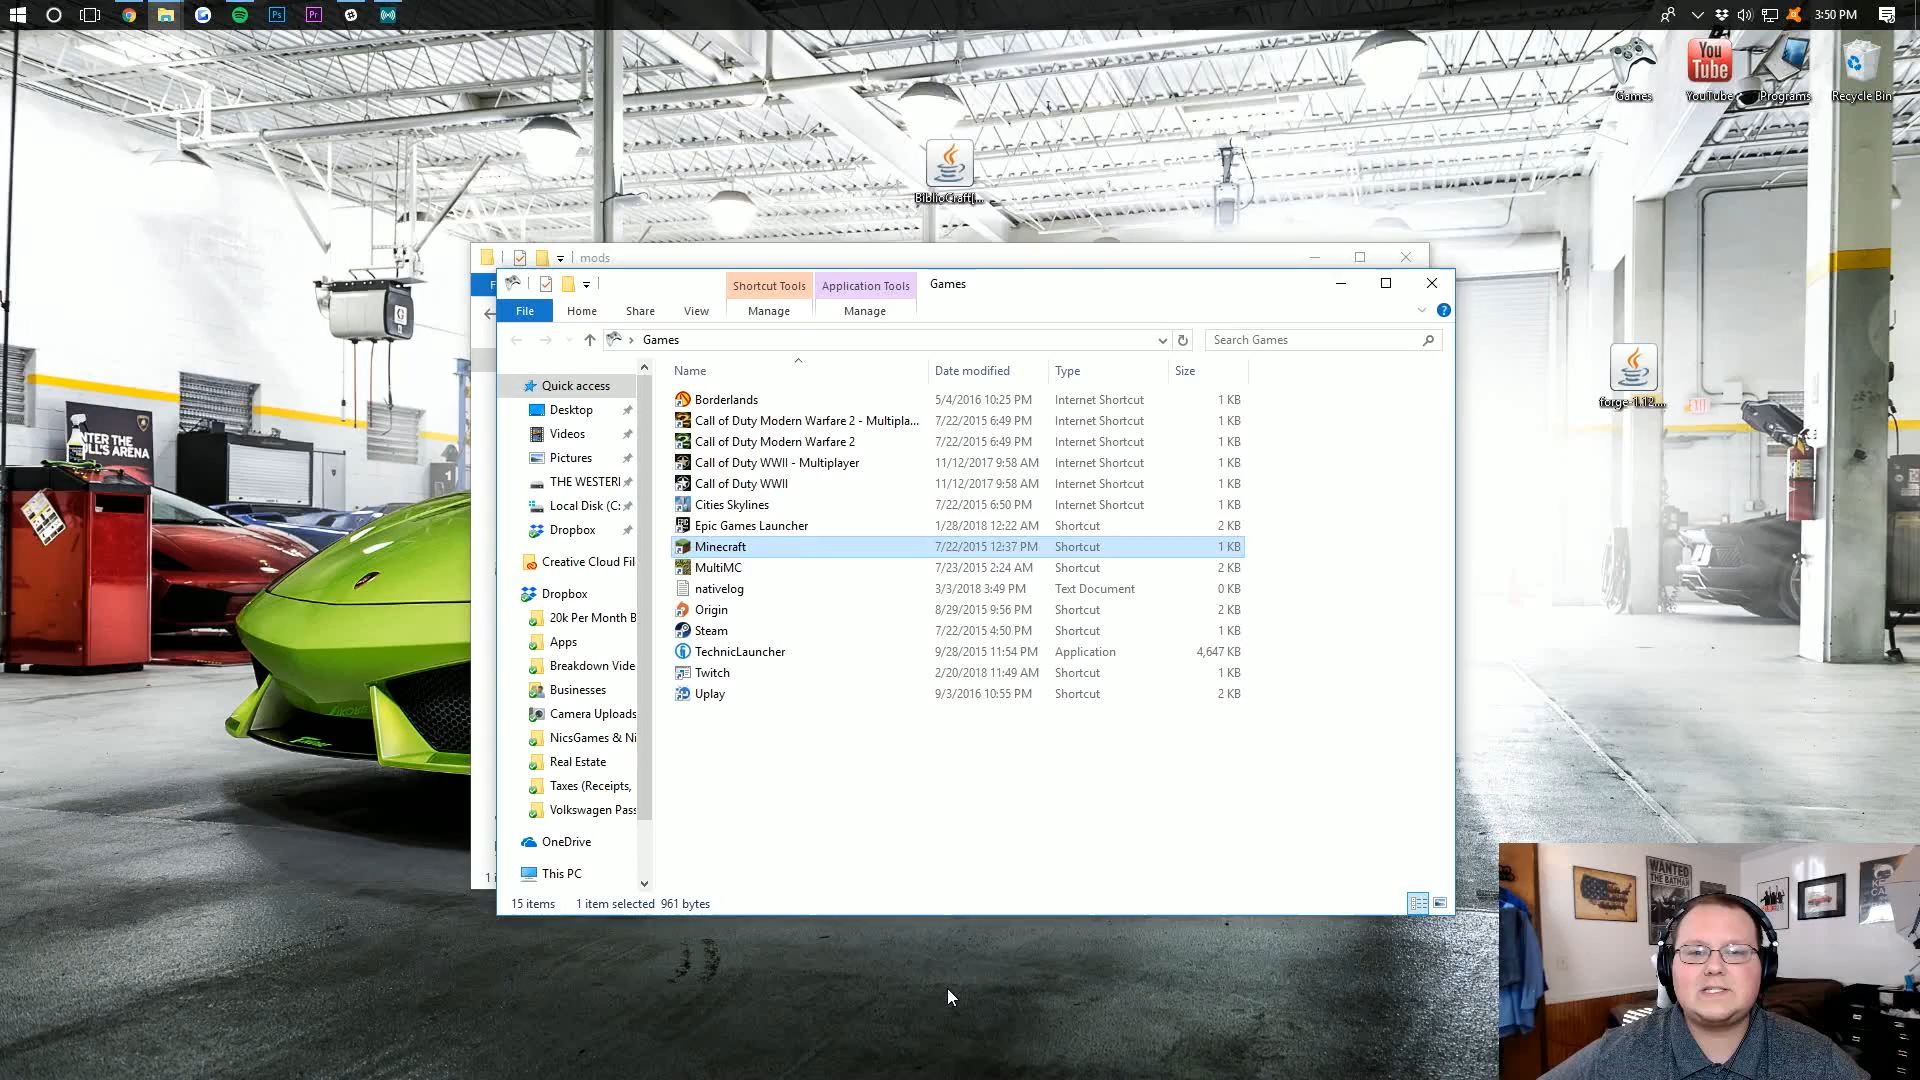 Ps
Pr
3:50 PM
Games
You
Tube
YouTube
Programs
Recycle Bin
BiblioCraft[...
forge-1.12....
mods
Shortcut Tools
Application Tools
Games
File
Home
Share
View
Manage
Manage
Games
Search Games
Name
Date modified
Type
Size
Quick access
Desktop
Videos
Pictures
THE WESTERI
Local Disk (C:
Dropbox
Creative Cloud Fil
Dropbox
20k Per Month B
Apps
Breakdown Vide
Businesses
Camera Uploads
NicsGames & Ni
Real Estate
Taxes (Receipts,
Volkswagen Pass
OneDrive
This PC
Borderlands 5/4/2016 10:25 PM Internet Shortcut 1 KB
Call of Duty Modern Warfare 2 - Multipla... 7/22/2015 6:49 PM Internet Shortcut 1 KB
Call of Duty Modern Warfare 2 7/22/2015 6:49 PM Internet Shortcut 1 KB
Call of Duty WWII - Multiplayer 11/12/2017 9:58 AM Internet Shortcut 1 KB
Call of Duty WWII 11/12/2017 9:58 AM Internet Shortcut 1 KB
Cities Skylines 7/22/2015 6:50 PM Internet Shortcut 1 KB
Epic Games Launcher 1/28/2018 12:22 AM Shortcut 2 KB
Minecraft 7/22/2015 12:37 PM Shortcut 1 KB
MultiMC 7/23/2015 2:24 AM Shortcut 2 KB
nativelog 3/3/2018 3:49 PM Text Document 0 KB
Origin 8/29/2015 9:56 PM Shortcut 2 KB
Steam 7/22/2015 4:50 PM Shortcut 1 KB
TechnicLauncher 9/28/2015 11:54 PM Application 4,647 KB
Twitch 2/20/2018 11:49 AM Shortcut 1 KB
Uplay 9/3/2016 10:55 PM Shortcut 2 KB
15 items
1 item selected 961 bytes
EXIT
WANTED
THE BATMAN